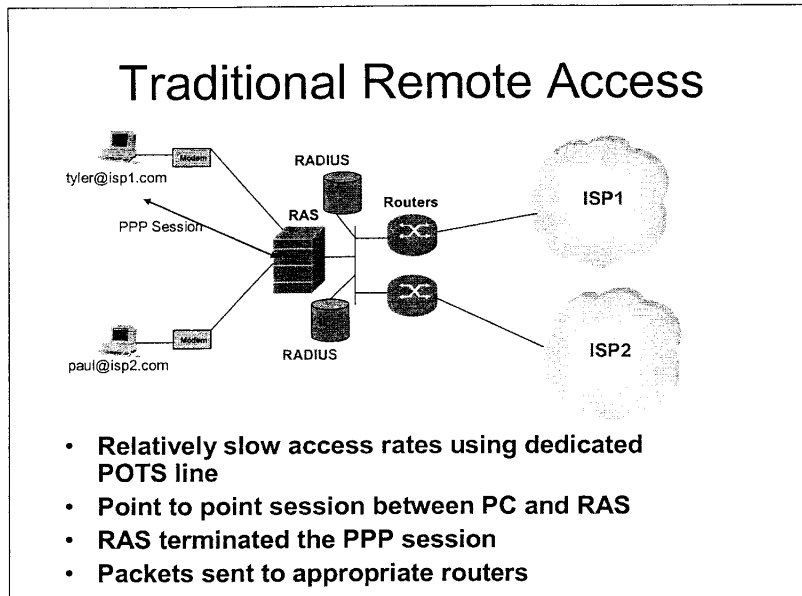 Traditional Remote Access
Modem
tyler@isp1.com
RADIUS
ISP1
RAS
Routers
PPP Session
Modem
paul@isp2.com
RADIUS
ISP2
• Relatively slow access rates using dedicated
POTS line
• Point to point session between PC and RAS
• RAS terminated the PPP session
• Packets sent to appropriate routers